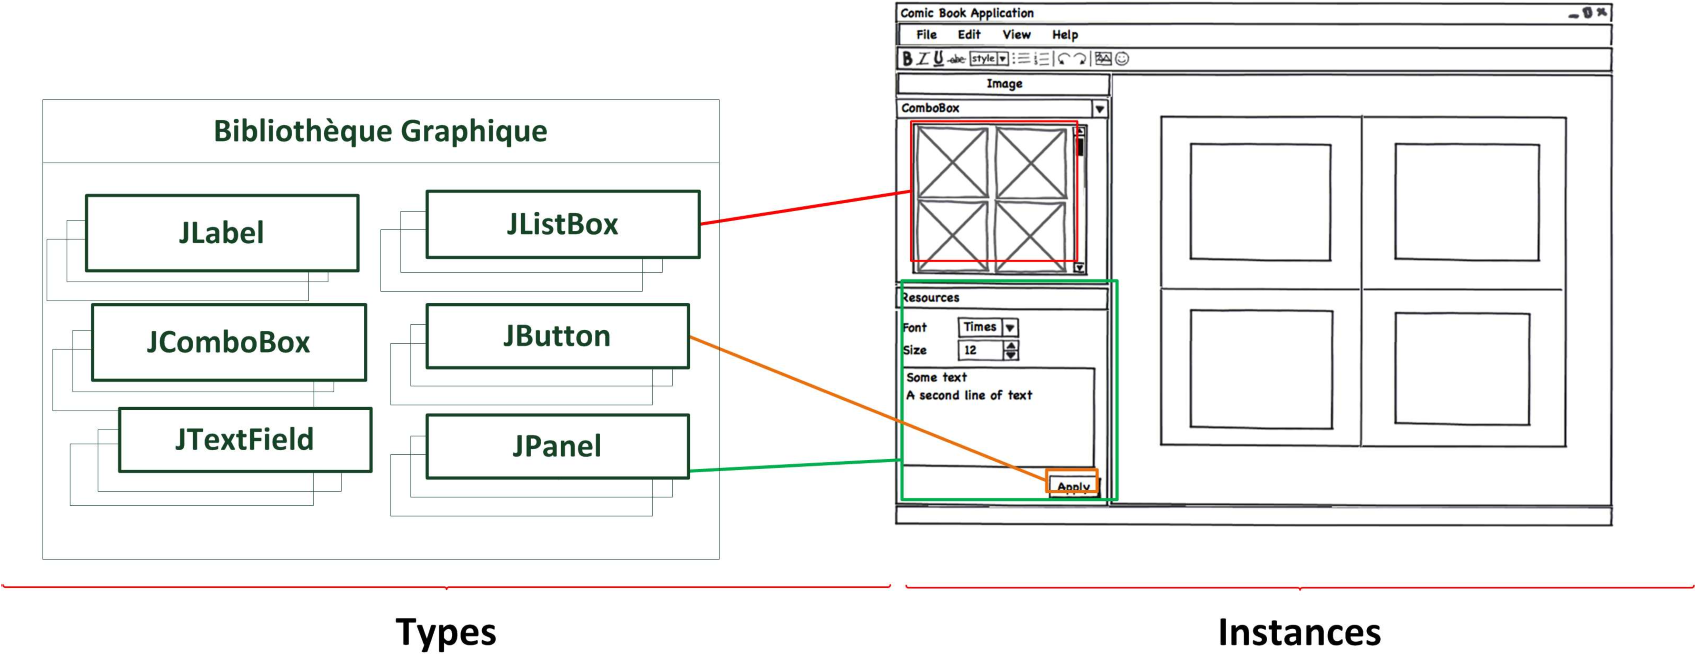 Bibliothèque Graphique
JLabel
JListBox
JComboBox
JButton
JTextField
JPanel
Types
Comic Book Application
File Edit View Help
B I U abc style
Image
ComboBox
Resources
Font Times
Size 12
Some text
A second line of text
Apply
Instances